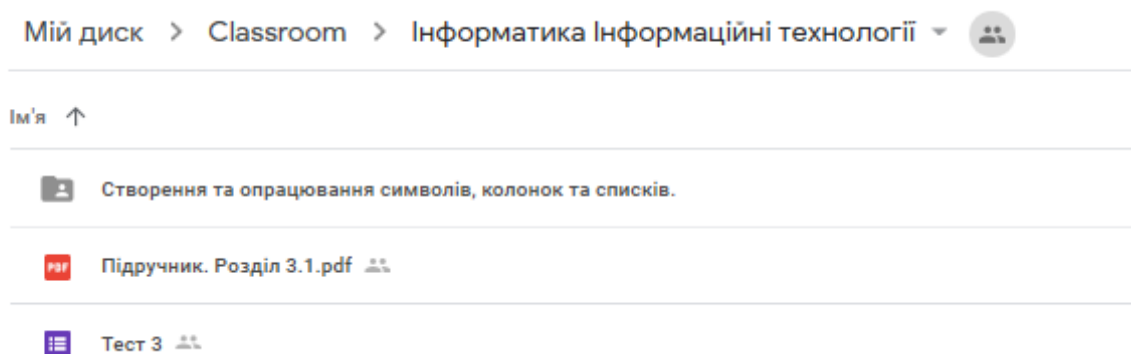 Мій диск > Classroom > Інформатика Інформаційні технології
Ім'я ↑
Створення та опрацювання символів, колонок та списків.
PDF Підручник. Розділ 3.1.pdf
Тест 3